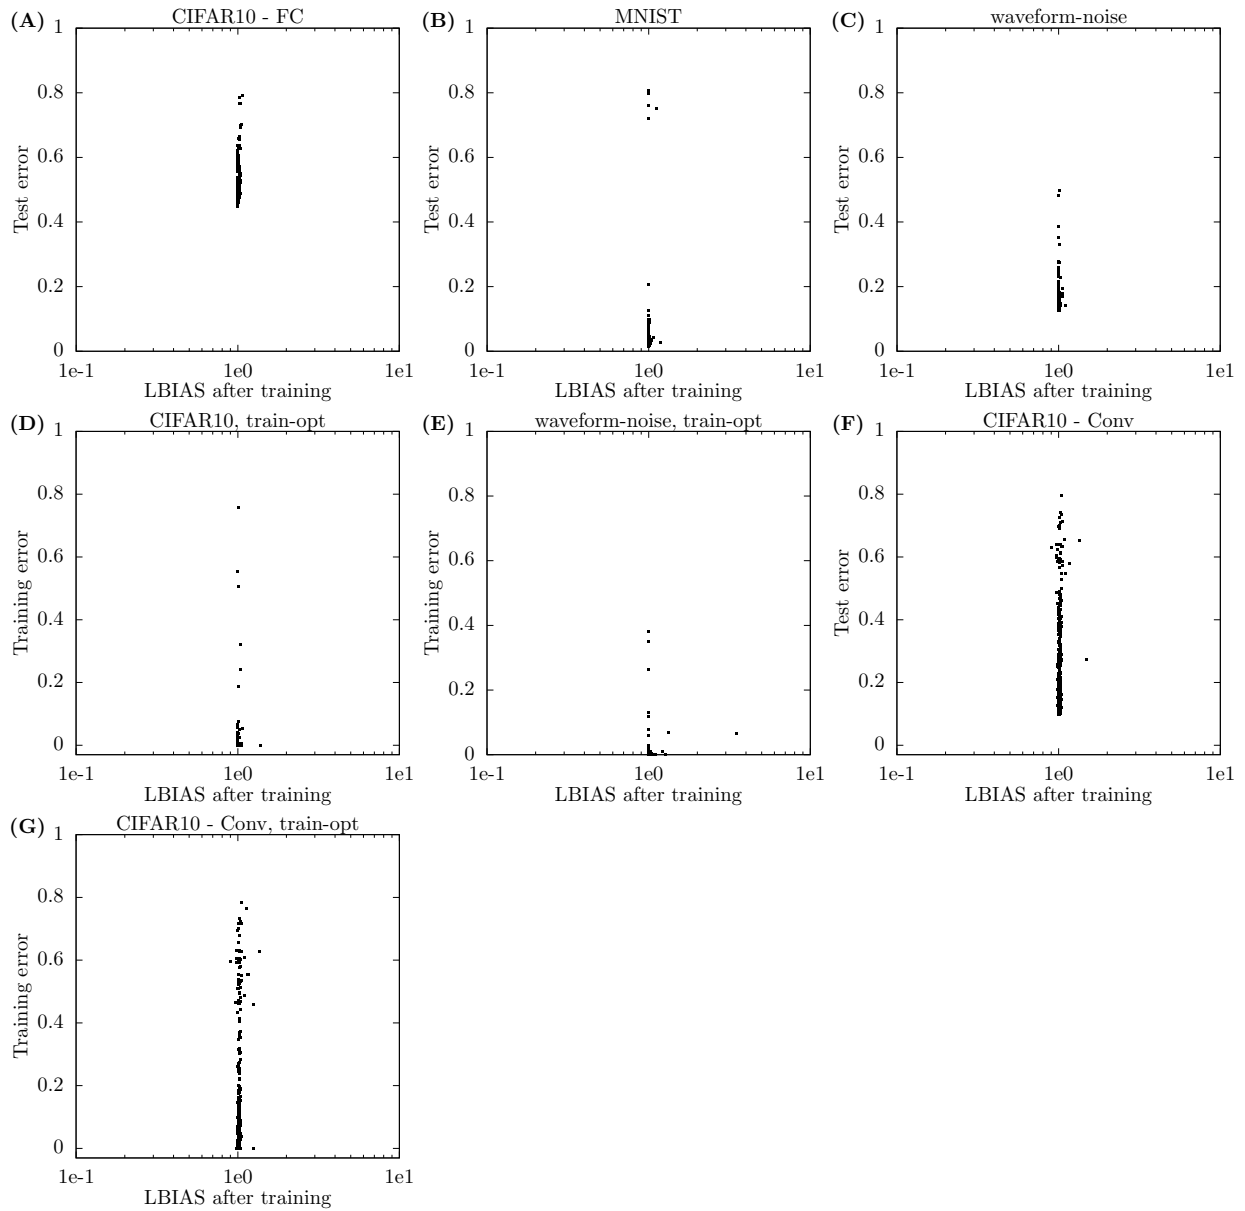 (A) CIFAR10 - FC
1
0.8
0.6
0.4
0.2
0
Test error
1e-1 1e0 1e1
LBIAS after training
(B) MNIST
1
0.8
0.6
0.4
0.2
0
Test error
1e-1 1e0 1e1
LBIAS after training
(C) waveform-noise
1
0.8
0.6
0.4
0.2
0
Test error
1e-1 1e0 1e1
LBIAS after training
(D) CIFAR10, train-opt
1
0.8
0.6
0.4
0.2
0
Training error
1e-1 1e0 1e1
LBIAS after training
(E) waveform-noise, train-opt
1
0.8
0.6
0.4
0.2
0
Training error
1e-1 1e0 1e1
LBIAS after training
(F) CIFAR10 - Conv
1
0.8
0.6
0.4
0.2
0
Test error
1e-1 1e0 1e1
LBIAS after training
(G) CIFAR10 - Conv, train-opt
1
0.8
0.6
0.4
0.2
0
Training error
1e-1 1e0 1e1
LBIAS after training